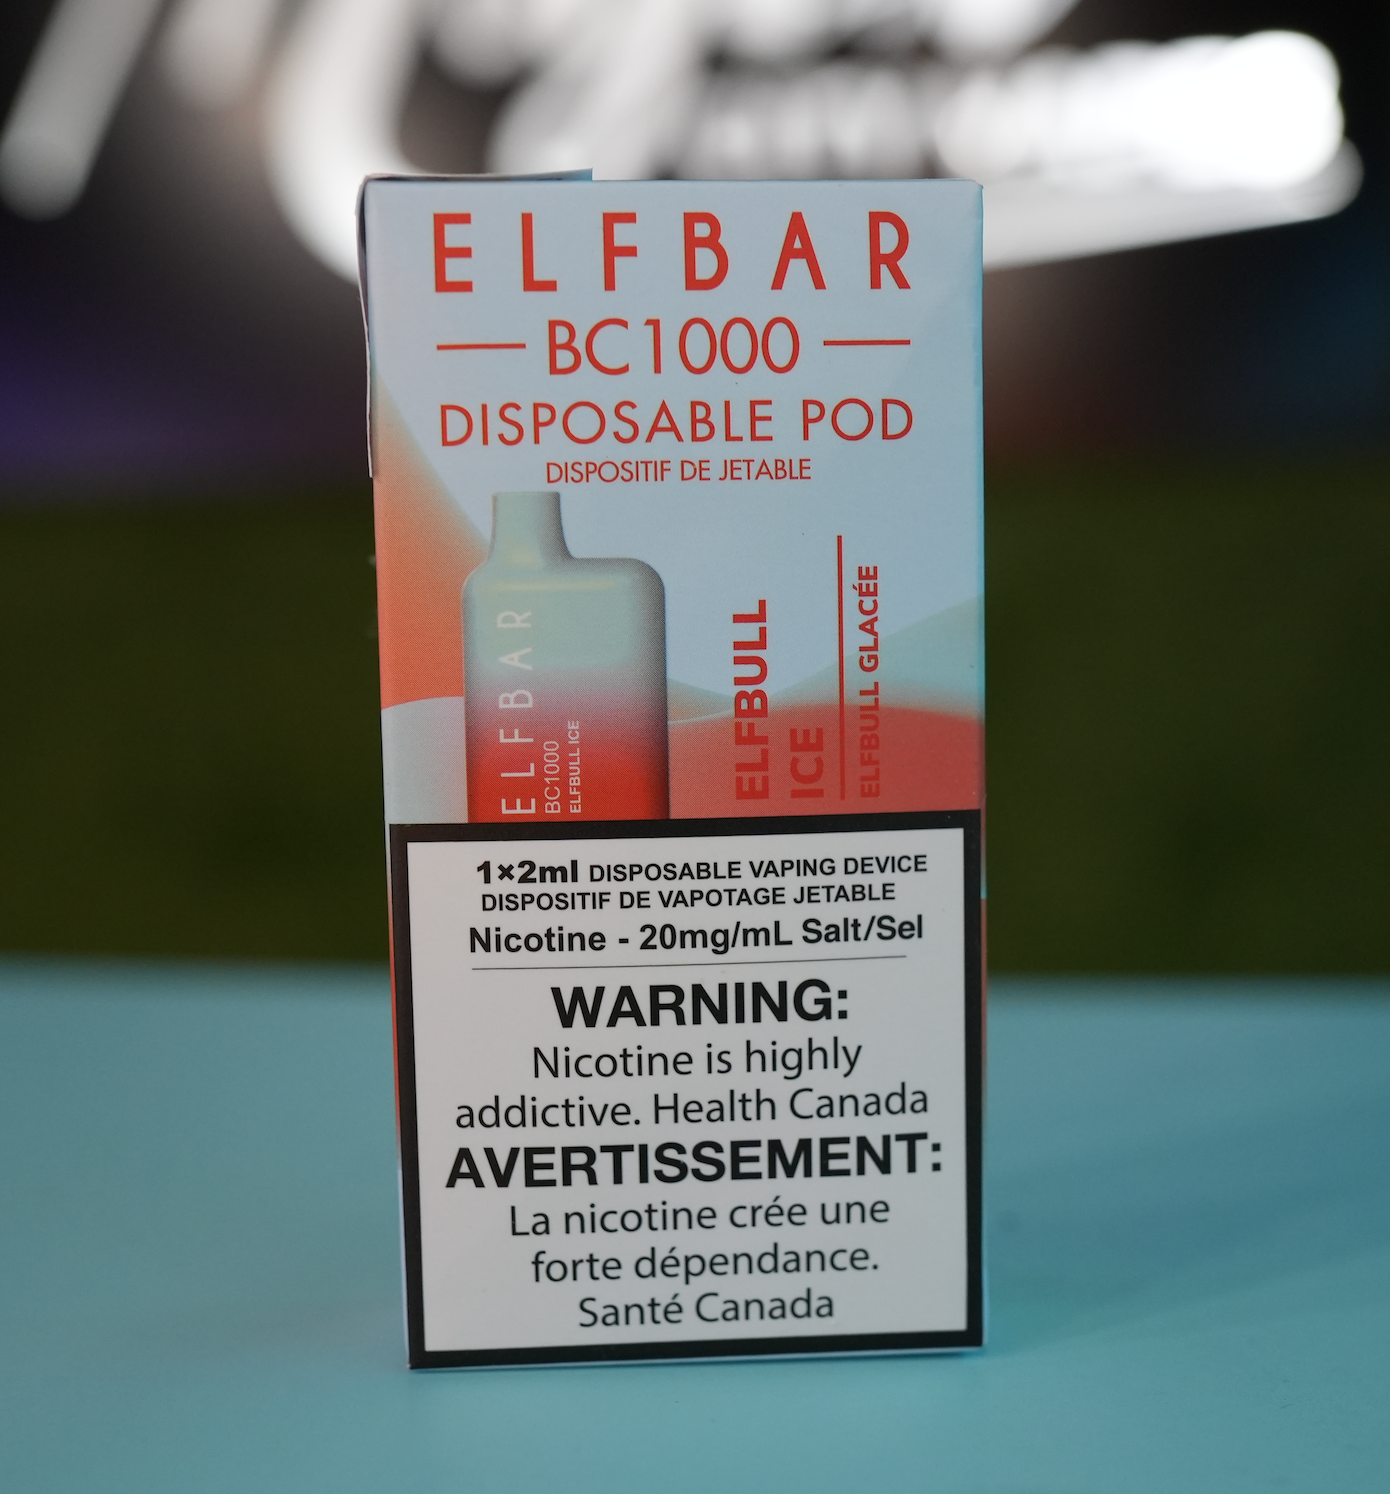 ELFBAR
BC1000
DISPOSABLE POD
DISPOSITIF DE JETABLE
ELFBAR
BC1000
ELFBULL ICE
ELFBULL
ICE
ELFBULL GLACÉE
1×2ml DISPOSABLE VAPING DEVICE
DISPOSITIF DE VAPOTAGE JETABLE
Nicotine - 20mg/mL Salt/Sel
WARNING:
Nicotine is highly
addictive. Health Canada
AVERTISSEMENT:
La nicotine crée une
forte dépendance.
Santé Canada